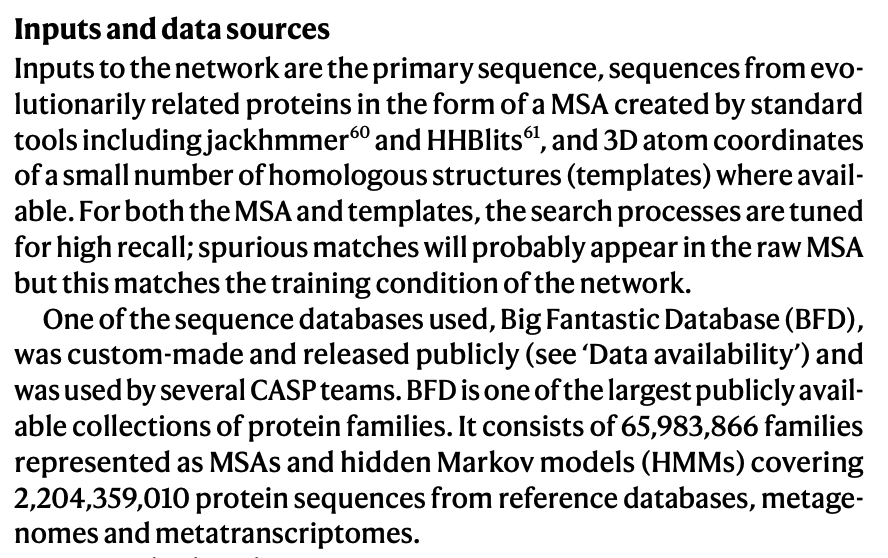 Inputs and data sources
Inputs to the network are the primary sequence, sequences from evo-
lutionarily related proteins in the form of a MSA created by standard
tools including jackhmmer60 and HHBlits61, and 3D atom coordinates
of a small number of homologous structures (templates) where avail-
able. For both the MSA and templates, the search processes are tuned
for high recall; spurious matches will probably appear in the raw MSA
but this matches the training condition of the network.
One of the sequence databases used, Big Fantastic Database (BFD),
was custom-made and released publicly (see ‘Data availability’) and
was used by several CASP teams. BFD is one of the largest publicly avail-
able collections of protein families. It consists of 65,983,866 families
represented as MSAs and hidden Markov models (HMMs) covering
2,204,359,010 protein sequences from reference databases, metage-
nomes and metatranscriptomes.